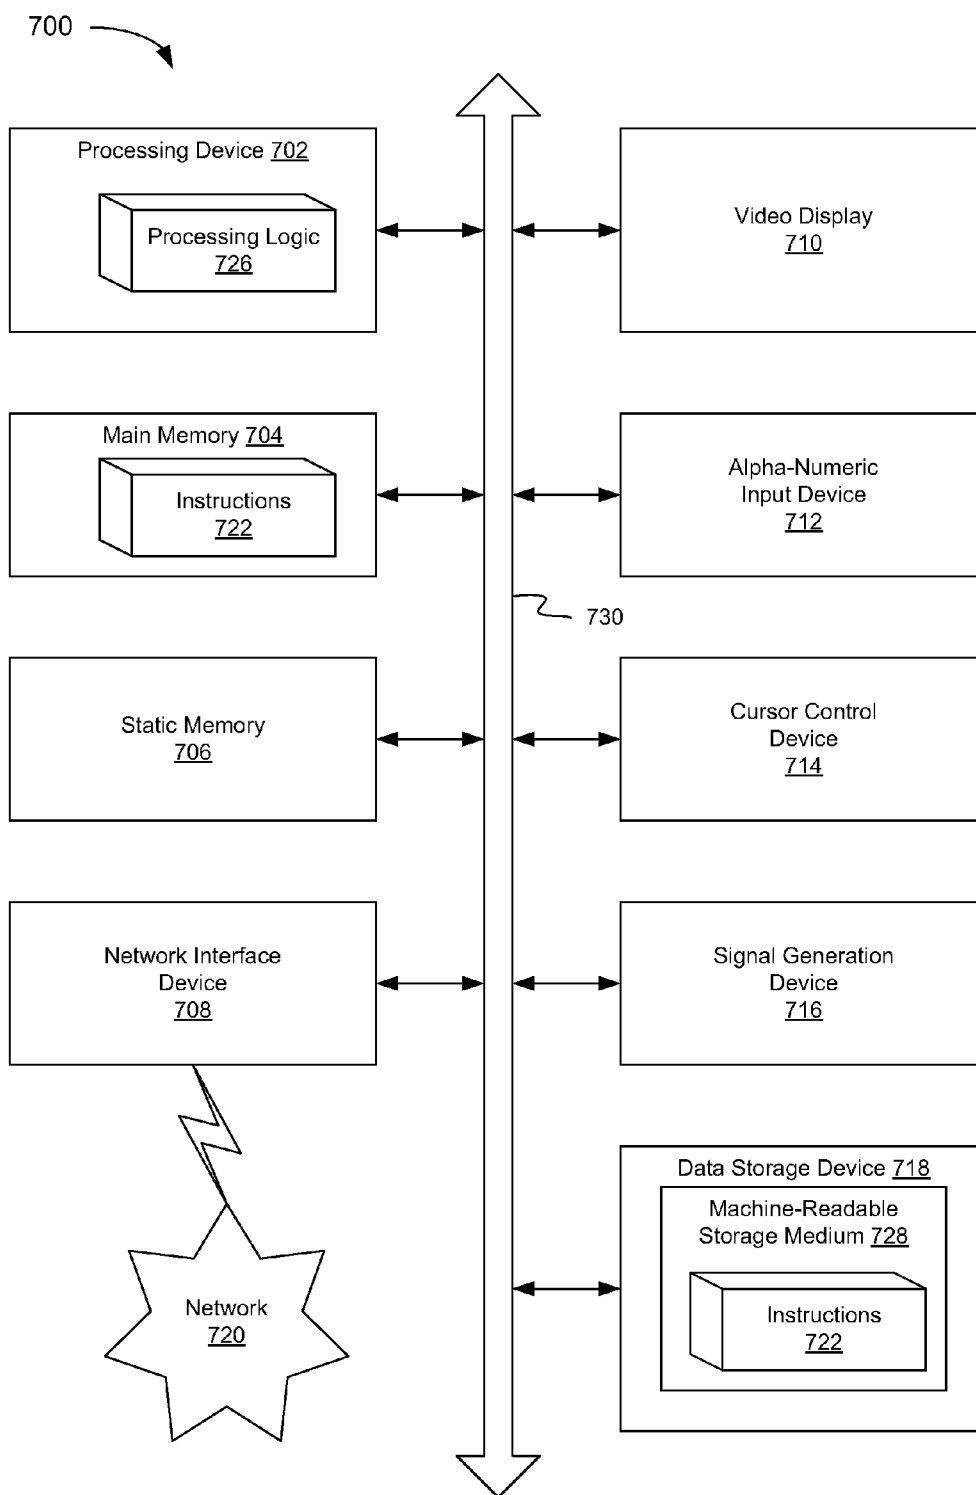 700
Processing Device 702
Processing Logic
726
Video Display
710
Main Memory 704
Instructions
722
Alpha-Numeric
Input Device
712
730
Static Memory
706
Cursor Control
Device
714
Network Interface
Device
708
Signal Generation
Device
716
Data Storage Device 718
Machine-Readable
Storage Medium 728
Instructions
722
Network
720